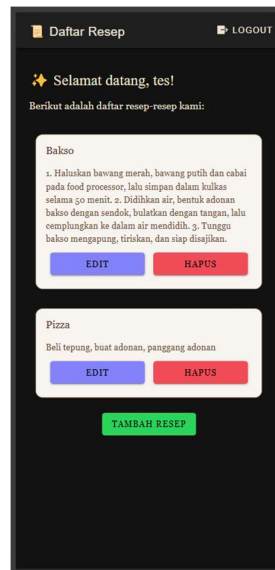 📜 Daftar Resep
LOGOUT
✨ Selamat datang, tes!
Berikut adalah daftar resep-resep kami:
Bakso
1. Haluskan bawang merah, bawang putih dan cabai
pada food processor, lalu simpan dalam kulkas
selama 50 menit. 2. Didihkan air, bentuk adonan
bakso dengan sendok, bulatkan dengan tangan, lalu
cemplungkan ke dalam air mendidih. 3. Tunggu
bakso mengapung, tiriskan, dan siap disajikan.
EDIT
HAPUS
Pizza
Beli tepung, buat adonan, panggang adonan
EDIT
HAPUS
TAMBAH RESEP